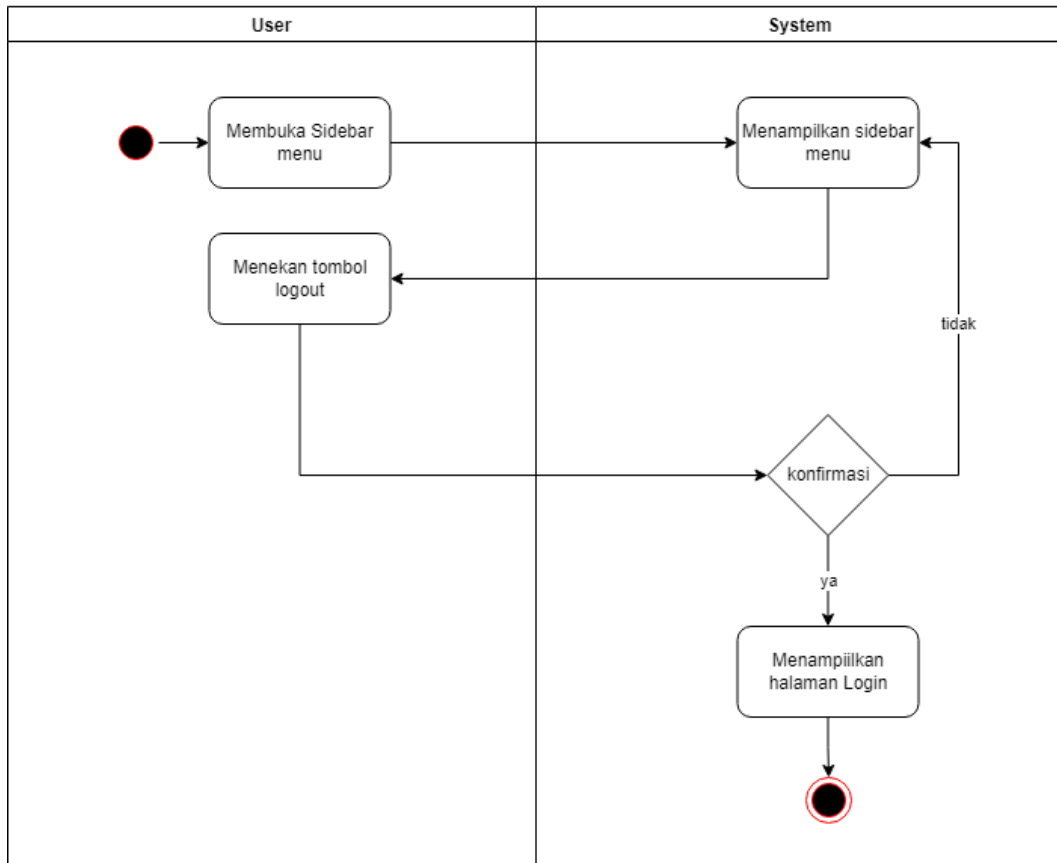 User
System
Membuka Sidebar
menu
Menampilkan sidebar
menu
Menekan tombol
logout
tidak
konfirmasi
ya
Menampiilkan
halaman Login